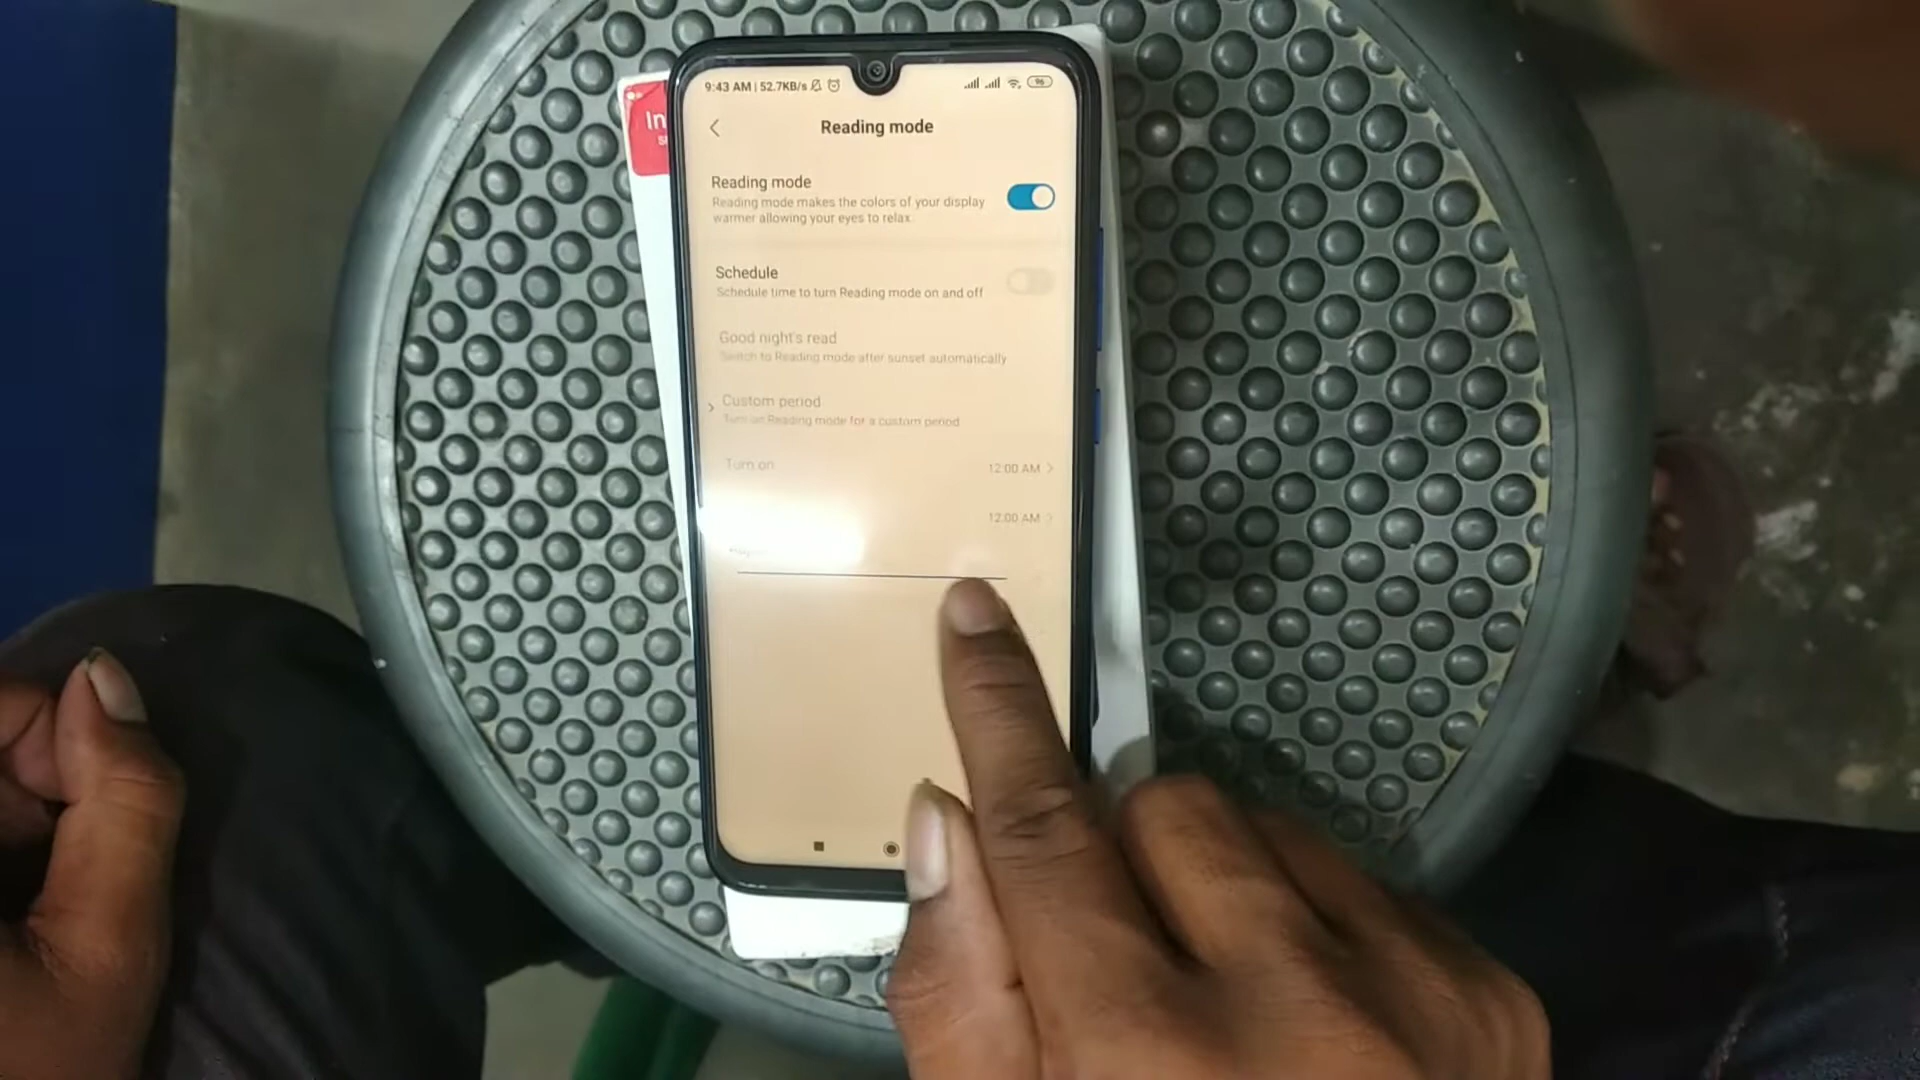 In
9:43 AM | 52.7KB/s
96
Reading mode
Reading mode
Reading mode makes the colors of your display
warmer allowing your eyes to relax.
Schedule
Schedule time to turn Reading mode on and off
Good night's read
Switch to Reading mode after sunset automatically
Custom period
Turn on Reading mode for a custom period
Turn on
12:00 AM
12:00 AM